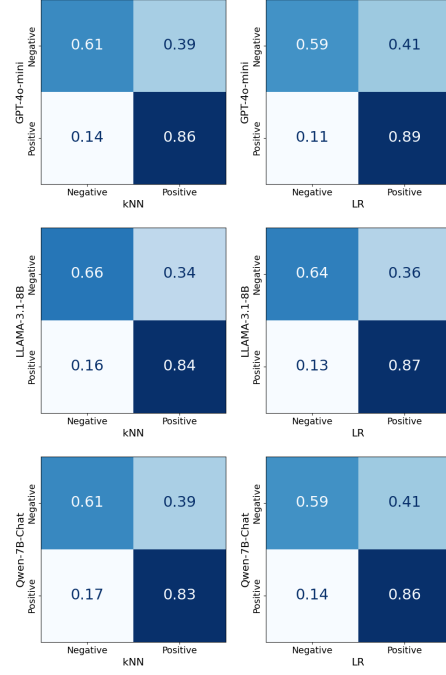 GPT-4o-mini
Negative
0.61 0.39
Positive
0.14 0.86
Negative Positive
kNN
GPT-4o-mini
Negative
0.59 0.41
Positive
0.11 0.89
Negative Positive
LR
LLAMA-3.1-8B
Negative
0.66 0.34
Positive
0.16 0.84
Negative Positive
kNN
LLAMA-3.1-8B
Negative
0.64 0.36
Positive
0.13 0.87
Negative Positive
LR
Qwen-7B-Chat
Negative
0.61 0.39
Positive
0.17 0.83
Negative Positive
kNN
Qwen-7B-Chat
Negative
0.59 0.41
Positive
0.14 0.86
Negative Positive
LR